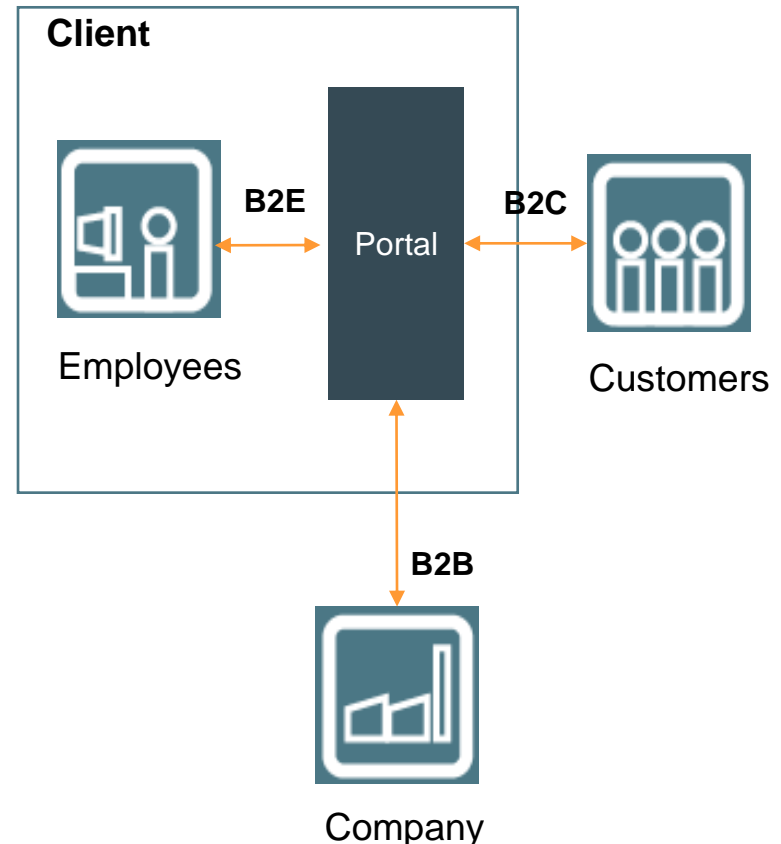 Client
B2E
B2C
Portal
Employees
Customers
B2B
Company